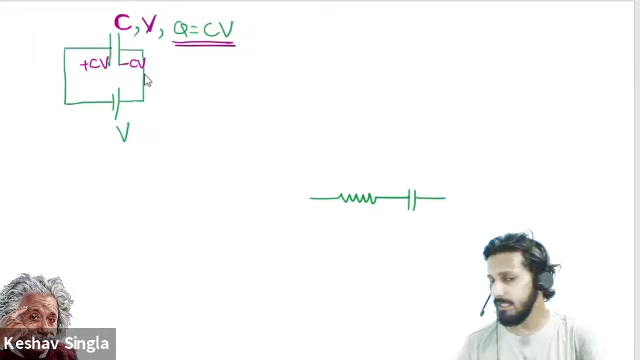 C, V, Q = CV
+CV -CV
V
Keshav Singla